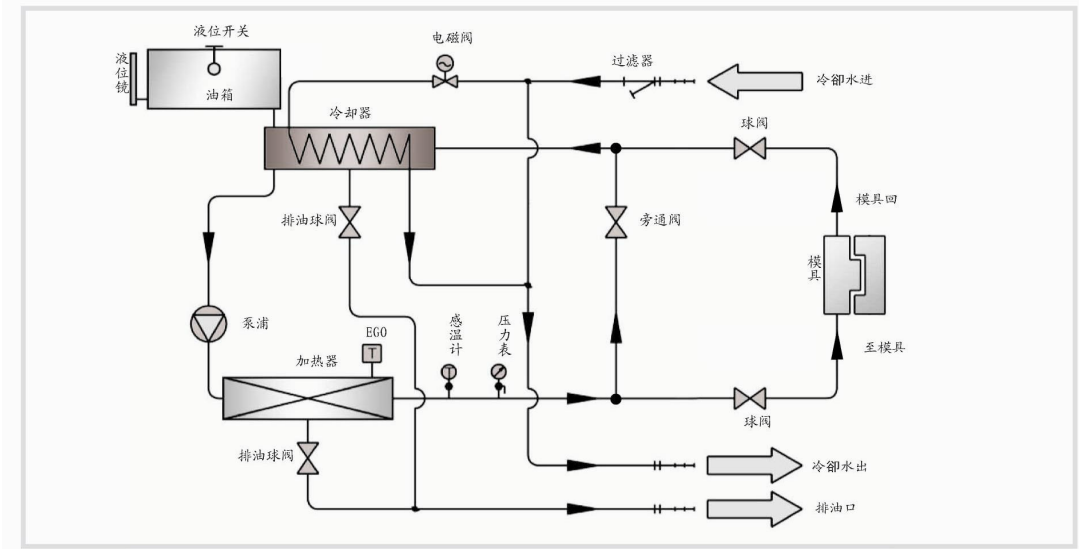 液位开关
电磁阀
液位镜
过滤器
油箱
冷卻水进
冷却器
球阀
模具回
排油球阀
旁通阀
模具
泵浦
EGO
T
感温计
压力表
加热器
T
至模具
球阀
排油球阀
冷卻水出
排油口